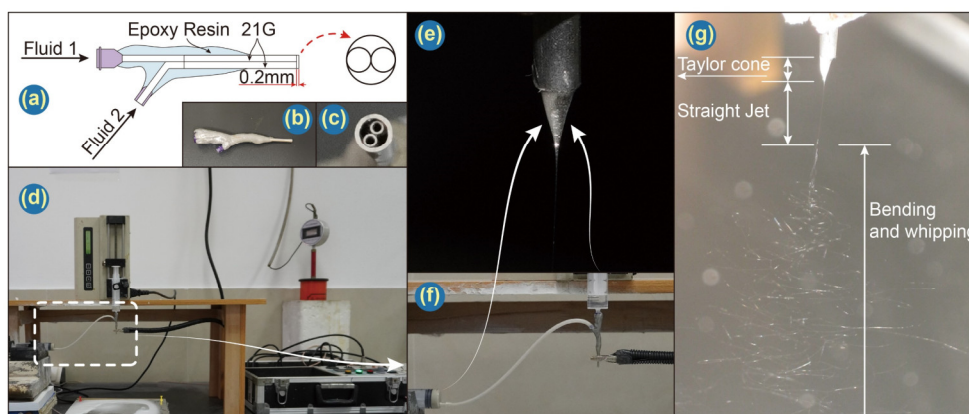 Epoxy Resin
21G
Fluid 1
0.2mm
(a)
Fluid 2
(b)
(c)
(d)
(e)
(f)
(g)
Taylor cone
Straight Jet
Bending
and whipping